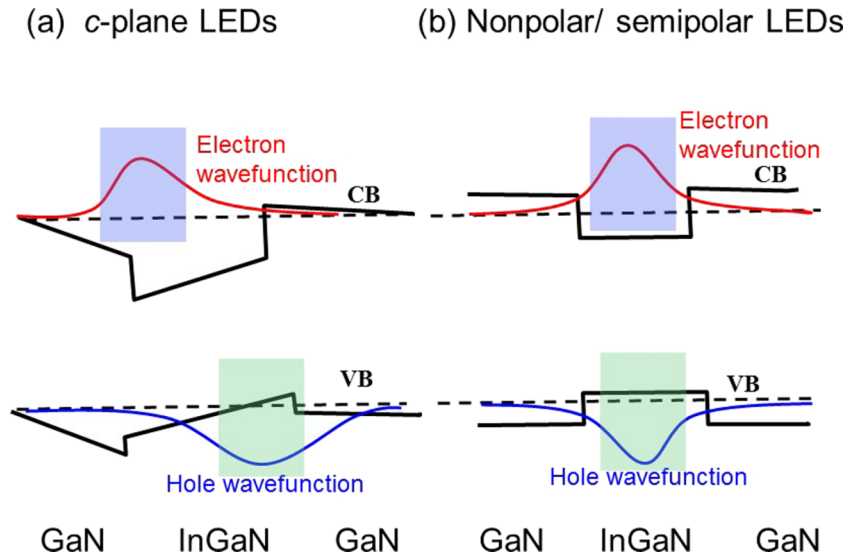 (a) c-plane LEDs
(b) Nonpolar/ semipolar LEDs
Electron
wavefunction
CB
Electron
wavefunction
CB
VB
Hole wavefunction
VB
Hole wavefunction
GaN InGaN GaN
GaN InGaN GaN